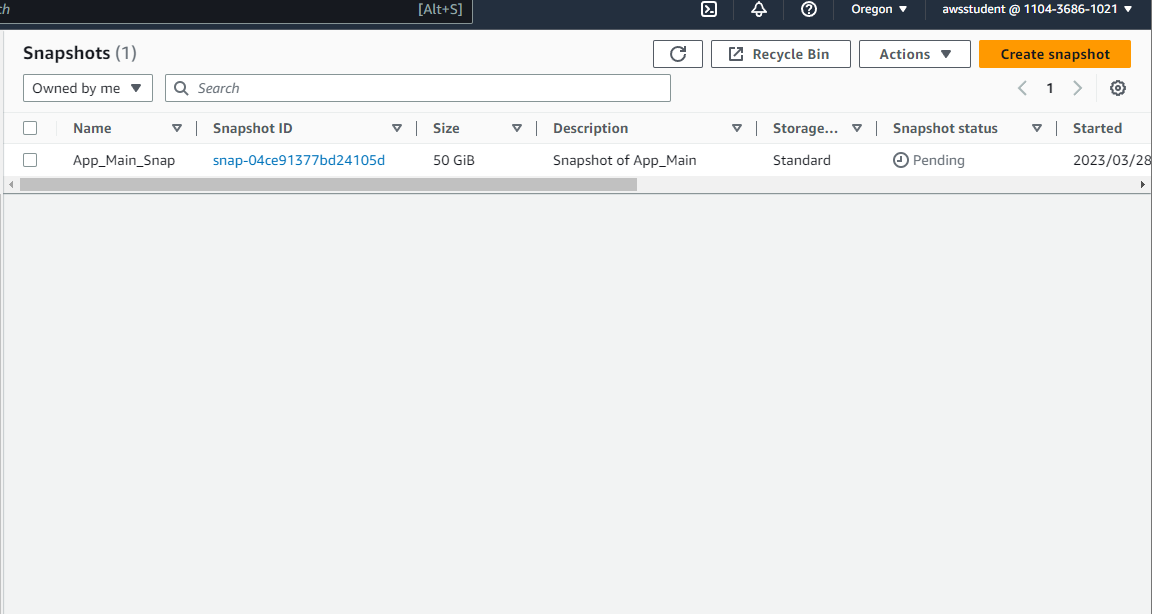 [Alt+S] Oregon awsstudent @ 1104-3686-1021
Snapshots (1) Recycle Bin Actions Create snapshot
Owned by me Search 1
Name Snapshot ID Size Description Storage... Snapshot status Started
App_Main_Snap snap-04ce91377bd24105d 50 GiB Snapshot of App_Main Standard Pending 2023/03/28